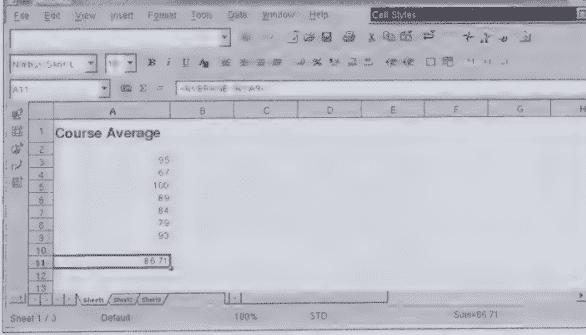 File Edit View Insert Format Tools Data Window Help
Cell Styles
B i U A
A11 Σ =
A B C D E F G H
1 Course Average
2
3 95
4 67
5 100
6 89
7 84
8 79
9 93
10
11 86.71
12
13
Sheet1 Sheet2 Sheet3
Sheet 1 / 3 Default 100% STD Sum=86.71